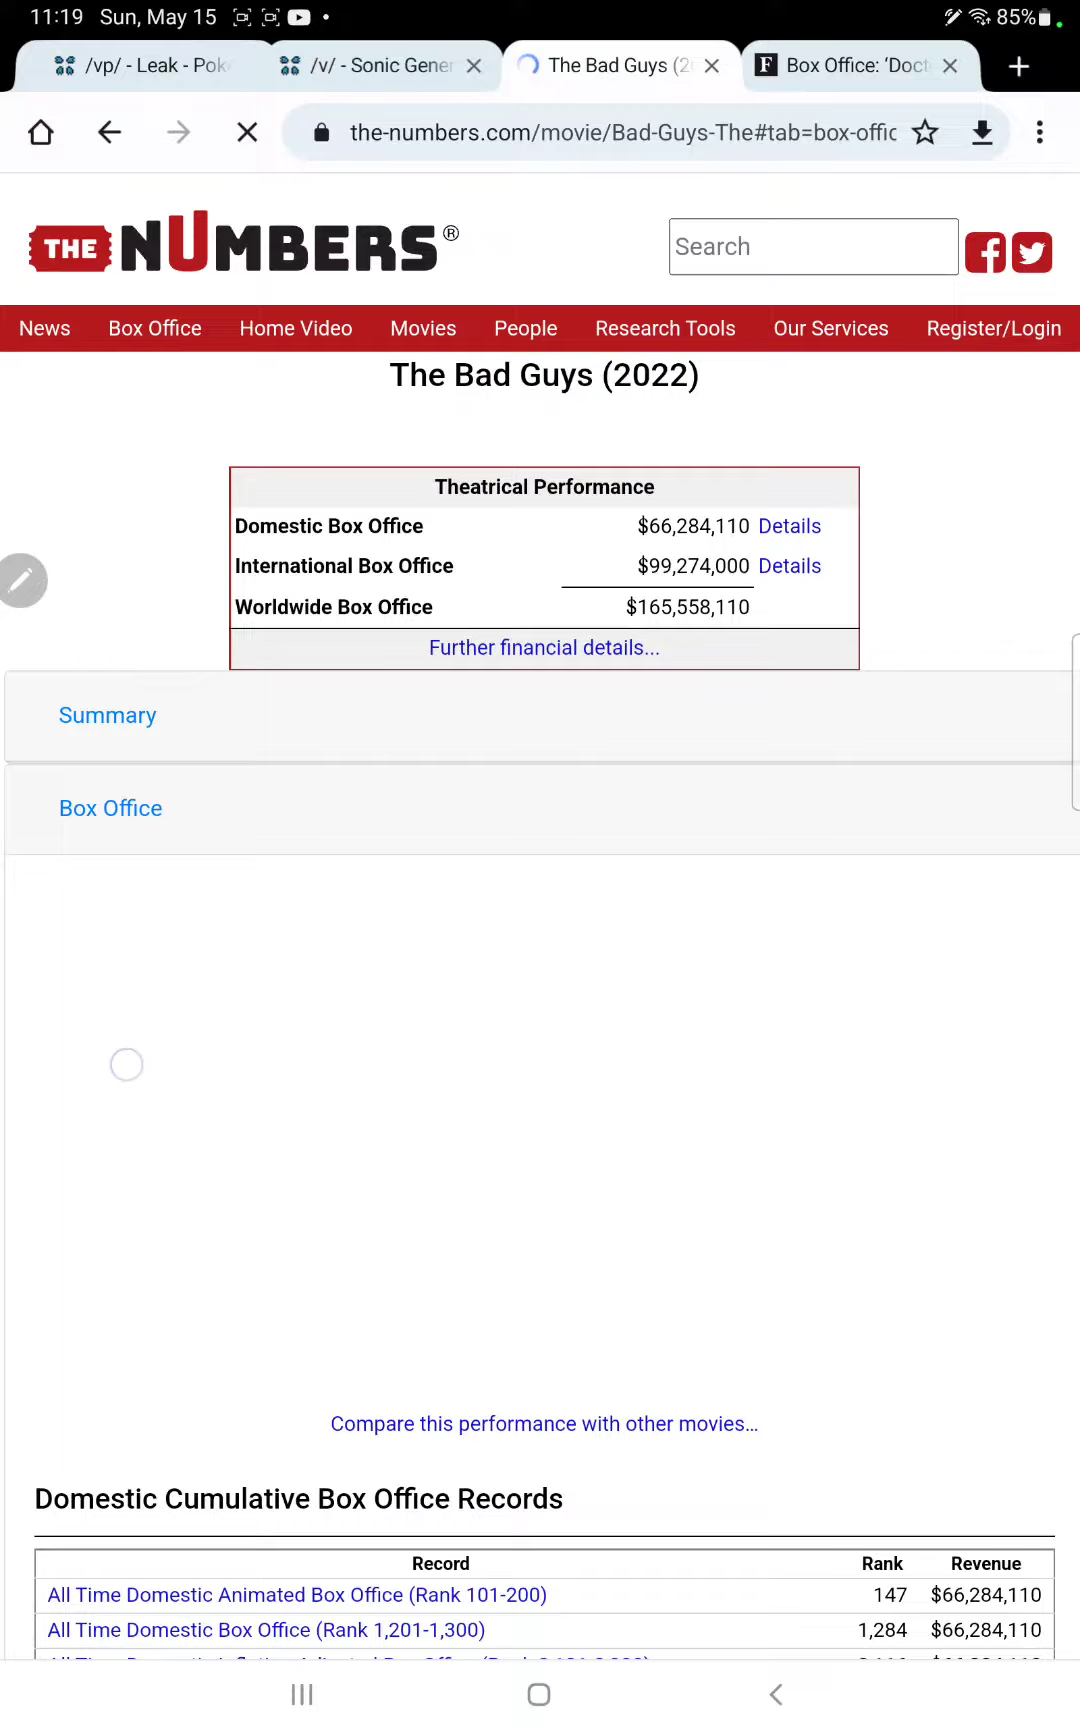 11:19 Sun, May 15
85%
/vp/ - Leak - Pok
/v/ - Sonic Gener
The Bad Guys (2
Box Office: ‘Doct
the-numbers.com/movie/Bad-Guys-The#tab=box-offic
THE NUMBERS®
Search
News Box Office Home Video Movies People Research Tools Our Services Register/Login
The Bad Guys (2022)
Theatrical Performance
Domestic Box Office $66,284,110 Details
International Box Office $99,274,000 Details
Worldwide Box Office $165,558,110
Further financial details...
Summary
Box Office
Compare this performance with other movies…
Domestic Cumulative Box Office Records
Record Rank Revenue
All Time Domestic Animated Box Office (Rank 101-200) 147 $66,284,110
All Time Domestic Box Office (Rank 1,201-1,300) 1,284 $66,284,110